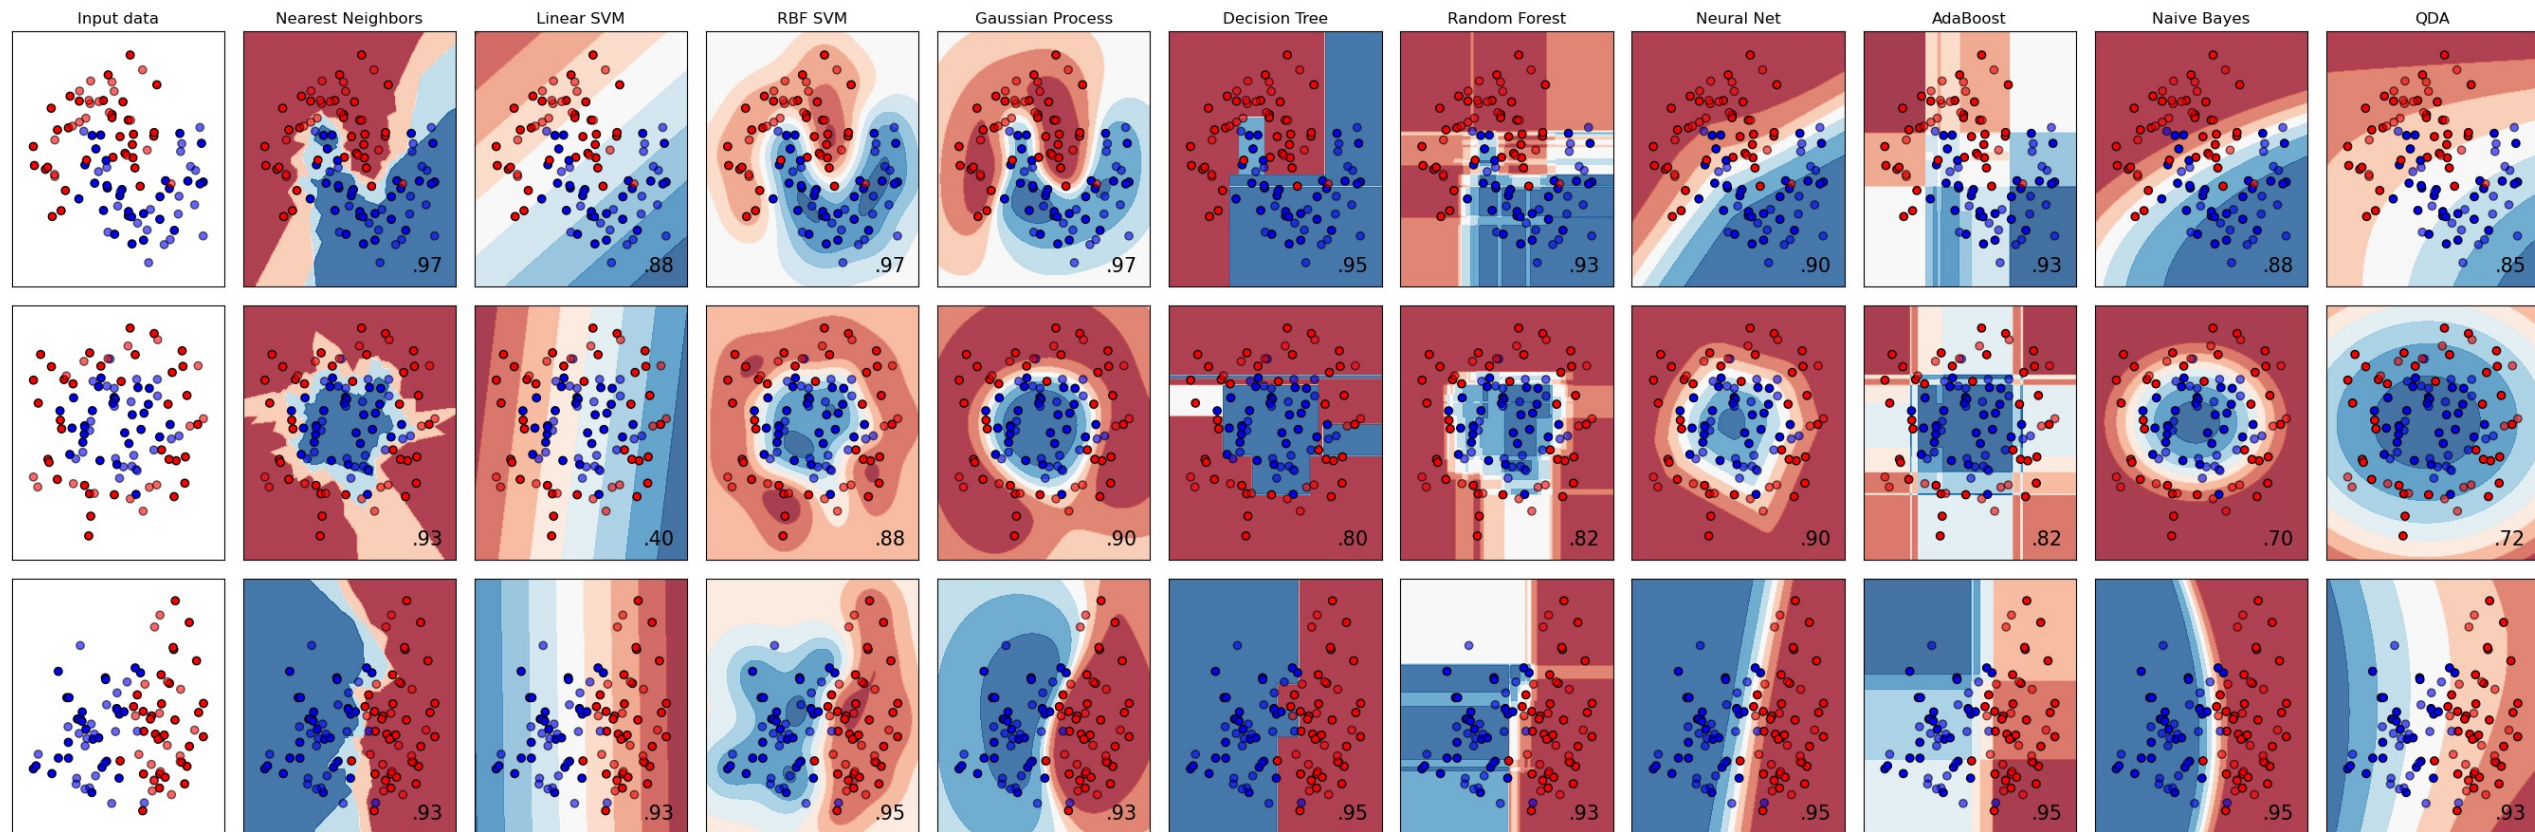 Input data Nearest Neighbors Linear SVM RBF SVM Gaussian Process Decision Tree Random Forest Neural Net AdaBoost Naive Bayes QDA
.97 .88 .97 .97 .95 .93 .90 .93 .88 .85
.93 .40 .88 .90 .80 .82 .90 .82 .70 .72
.93 .93 .95 .93 .95 .93 .95 .95 .95 .93